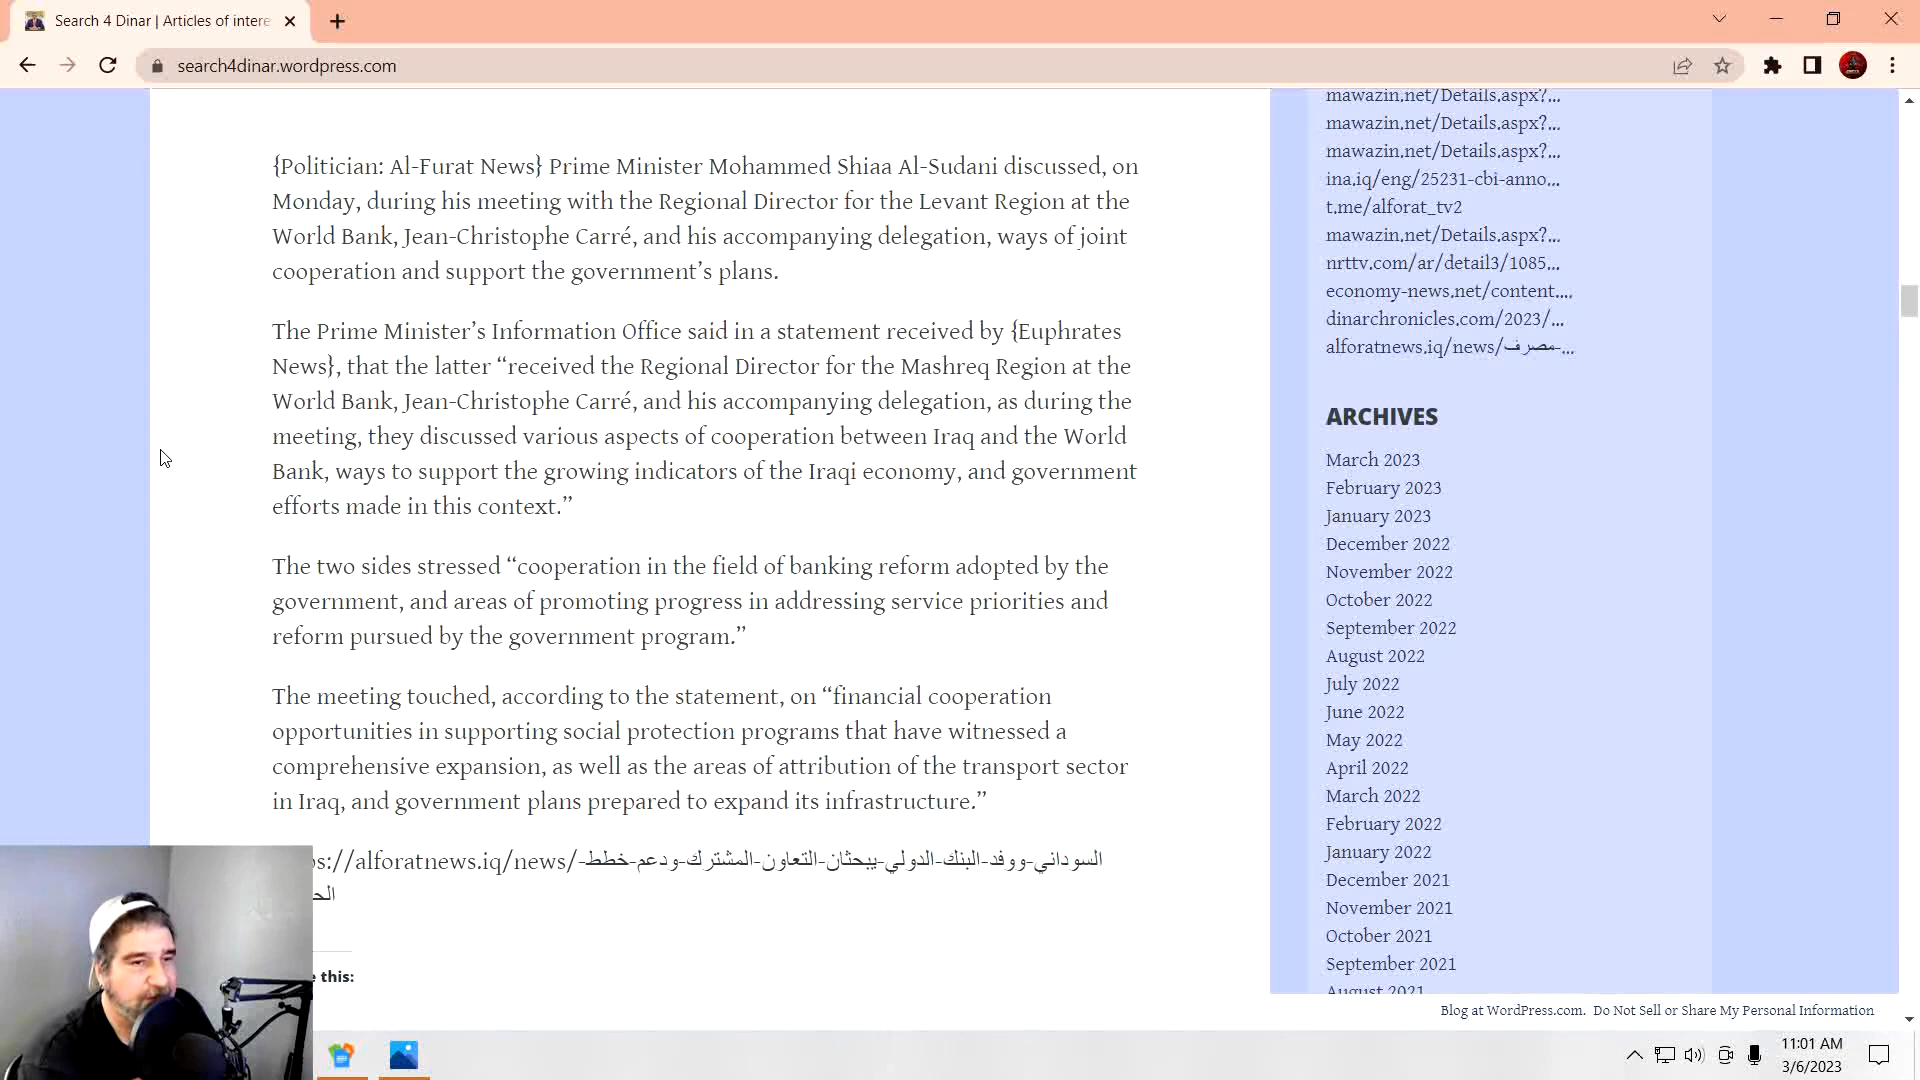 Search 4 Dinar | Articles of intere
search4dinar.wordpress.com
{Politician: Al-Furat News} Prime Minister Mohammed Shiaa Al-Sudani discussed, on
Monday, during his meeting with the Regional Director for the Levant Region at the
World Bank, Jean-Christophe Carré, and his accompanying delegation, ways of joint
cooperation and support the government’s plans.
The Prime Minister’s Information Office said in a statement received by {Euphrates
News}, that the latter “received the Regional Director for the Mashreq Region at the
World Bank, Jean-Christophe Carré, and his accompanying delegation, as during the
meeting, they discussed various aspects of cooperation between Iraq and the World
Bank, ways to support the growing indicators of the Iraqi economy, and government
efforts made in this context.”
The two sides stressed “cooperation in the field of banking reform adopted by the
government, and areas of promoting progress in addressing service priorities and
reform pursued by the government program.”
The meeting touched, according to the statement, on “financial cooperation
opportunities in supporting social protection programs that have witnessed a
comprehensive expansion, as well as the areas of attribution of the transport sector
in Iraq, and government plans prepared to expand its infrastructure.”
ps://alforatnews.iq/news/السوداني-ووفد-البنك-الدولي-يبحثان-التعاون-المشترك-ودعم-خطط-
الح
this:
mawazin.net/Details.aspx?...
mawazin.net/Details.aspx?...
mawazin.net/Details.aspx?...
ina.iq/eng/25231-cbi-anno...
t.me/alforat_tv2
mawazin.net/Details.aspx?...
nrttv.com/ar/detail3/1085...
economy-news.net/content....
dinarchronicles.com/2023/...
alforatnews.iq/news/مصرف-...
ARCHIVES
March 2023
February 2023
January 2023
December 2022
November 2022
October 2022
September 2022
August 2022
July 2022
June 2022
May 2022
April 2022
March 2022
February 2022
January 2022
December 2021
November 2021
October 2021
September 2021
August 2021
Blog at WordPress.com. Do Not Sell or Share My Personal Information
11:01 AM
3/6/2023